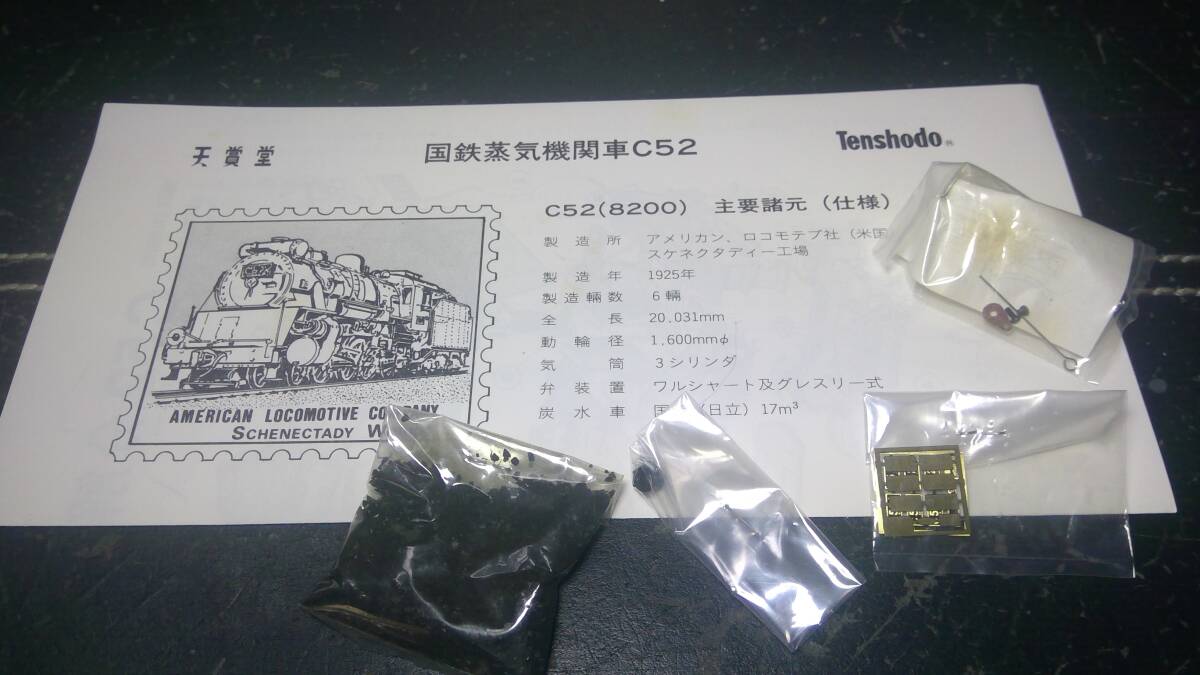 天賞堂
国鉄蒸気機関車C52
Tenshodo®
C52(8200) 主要諸元(仕様)
製造所 アメリカン、ロコモテブ社(米国
スケネクタディー工場
製造年 1925年
製造輛数 6輛
全長 20.031mm
動輪径 1,600mmφ
気筒 3シリンダ
弁装置 ワルシャート及グレスリー式
炭水車 国 (日立)17m³
AMERICAN LOCOMOTIVE COMPANY
SCHENECTADY W